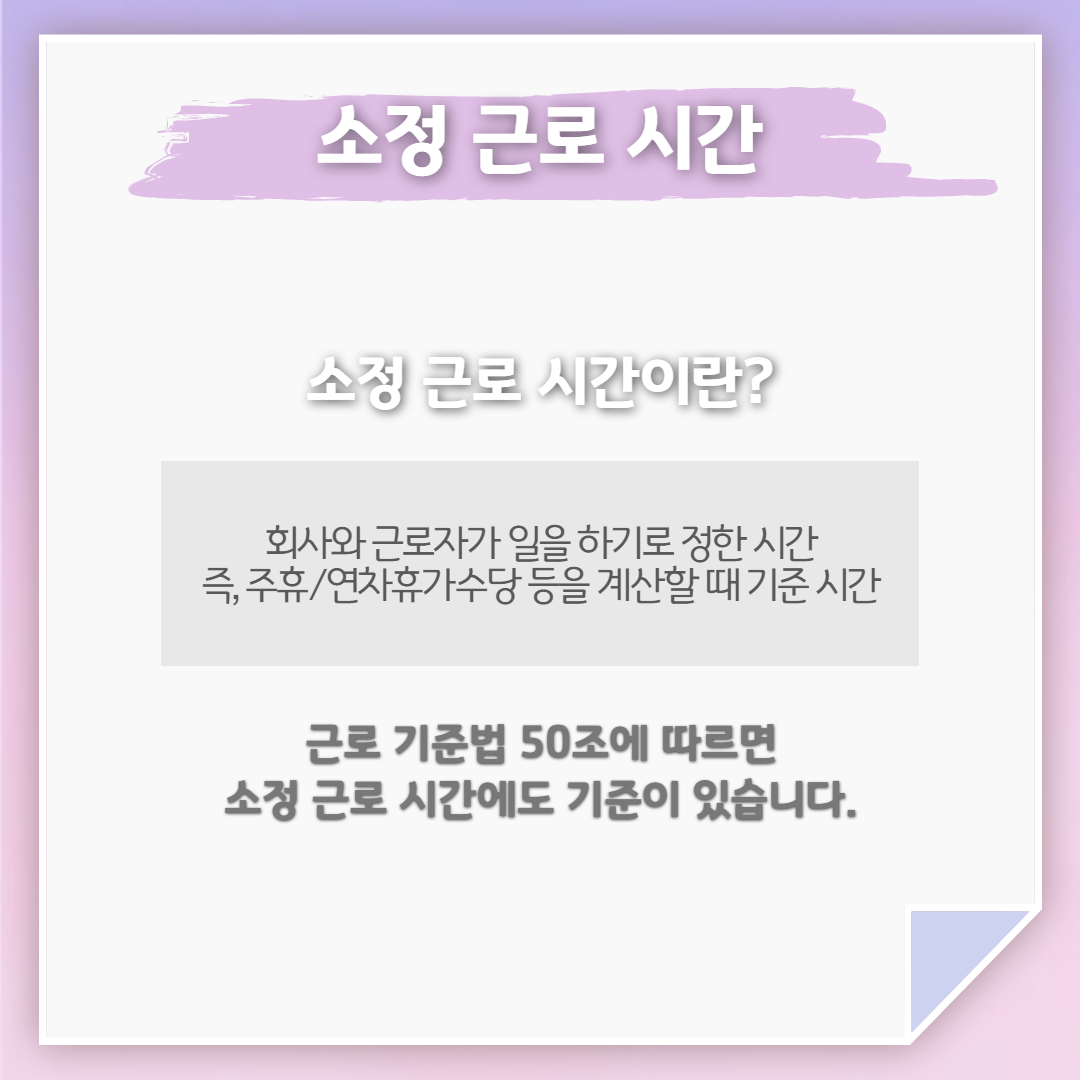 소정 근로 시간
소정 근로 시간이란?
회사와 근로자가 일을 하기로 정한 시간
즉, 주휴/연차휴가수당 등을 계산할 때 기준 시간
근로 기준법 50조에 따르면
소정 근로 시간에도 기준이 있습니다.